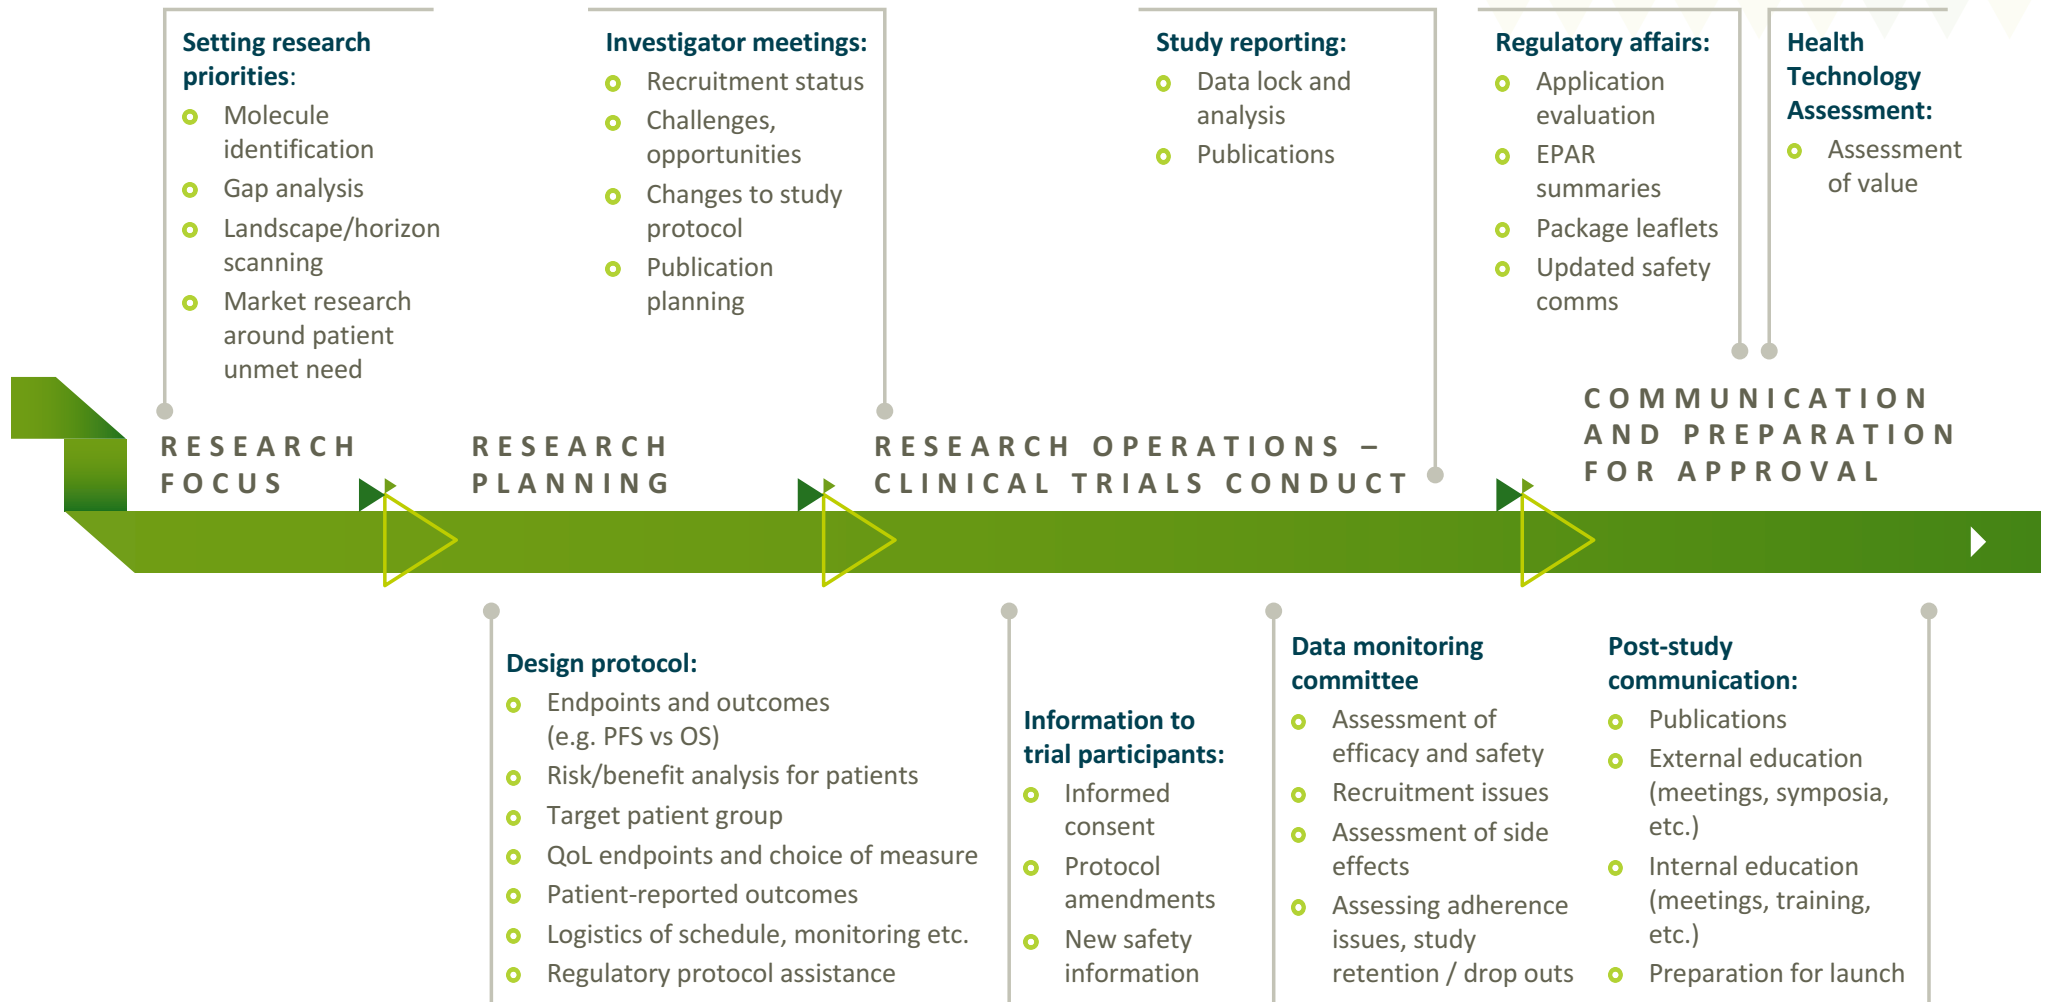 Setting research
priorities:
Molecule
identification
Gap analysis
Landscape/horizon
scanning
Market research
around patient
unmet need
Investigator meetings:
Recruitment status
Challenges,
opportunities
Changes to study
protocol
Publication
planning
Study reporting:
Data lock and
analysis
Publications
Regulatory affairs:
Application
evaluation
EPAR
summaries
Package leaflets
Updated safety
comms
Health
Technology
Assessment:
Assessment
of value
RESEARCH
FOCUS
RESEARCH
PLANNING
RESEARCH OPERATIONS –
CLINICAL TRIALS CONDUCT
COMMUNICATION
AND PREPARATION
FOR APPROVAL
Design protocol:
Endpoints and outcomes
(e.g. PFS vs OS)
Risk/benefit analysis for patients
Target patient group
QoL endpoints and choice of measure
Patient-reported outcomes
Logistics of schedule, monitoring etc.
Regulatory protocol assistance
Information to
trial participants:
Informed
consent
Protocol
amendments
New safety
information
Data monitoring
committee
Assessment of
efficacy and safety
Recruitment issues
Assessment of side
effects
Assessing adherence
issues, study
retention / drop outs
Post-study
communication:
Publications
External education
(meetings, symposia,
etc.)
Internal education
(meetings, training,
etc.)
Preparation for launch